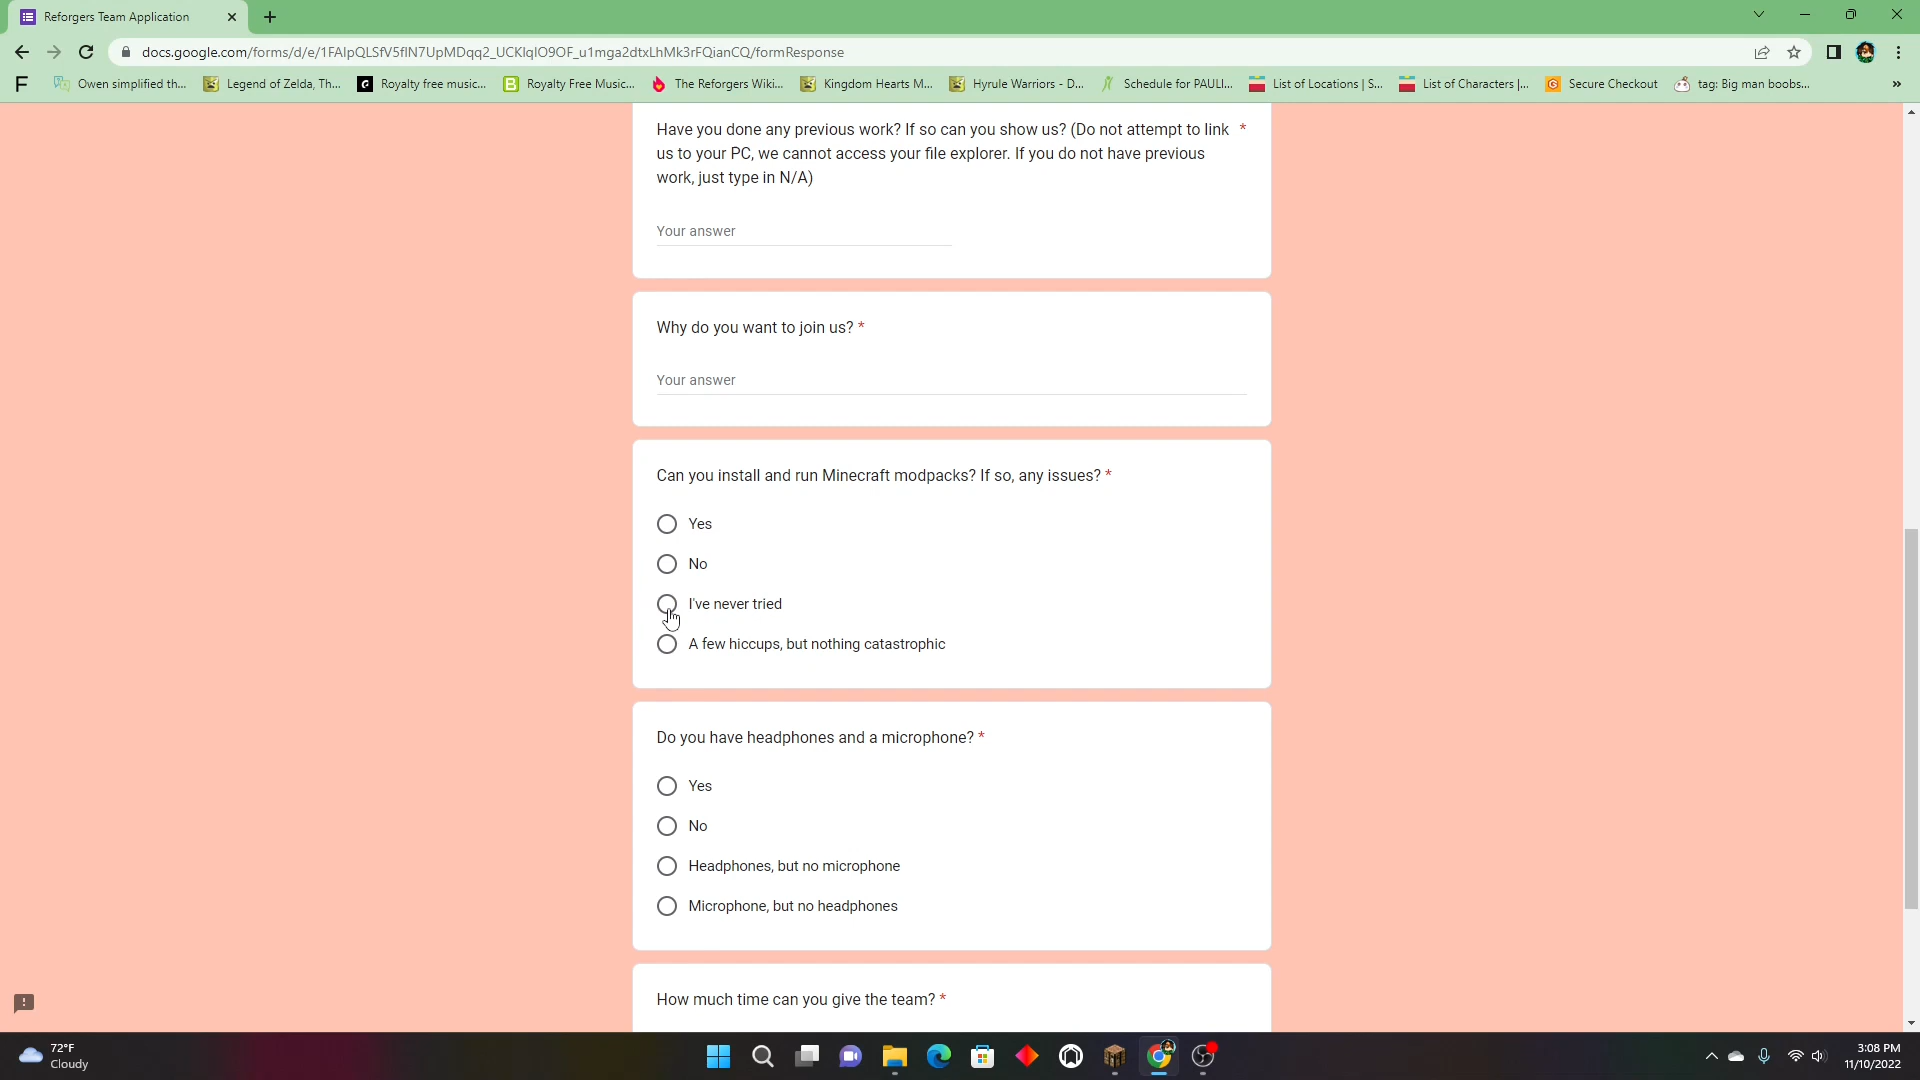 Reforgers Team Application
docs.google.com/forms/d/e/1FAIpQLSfV5flN7UpMDqq2_UCKlqlO9OF_u1mga2dtxLhMk3rFQianCQ/formResponse
Owen simplified th...
Legend of Zelda, Th...
Royalty free music...
Royalty Free Music...
The Reforgers Wiki...
Kingdom Hearts M...
Hyrule Warriors - D...
Schedule for PAULI...
List of Locations | S...
List of Characters |...
Secure Checkout
tag: Big man boobs...
»
Have you done any previous work? If so can you show us? (Do not attempt to link *
us to your PC, we cannot access your file explorer. If you do not have previous
work, just type in N/A)
Your answer
Why do you want to join us? *
Your answer
Can you install and run Minecraft modpacks? If so, any issues? *
Yes
No
I've never tried
A few hiccups, but nothing catastrophic
Do you have headphones and a microphone? *
Yes
No
Headphones, but no microphone
Microphone, but no headphones
How much time can you give the team? *
72°F
Cloudy
3:08 PM
11/10/2022